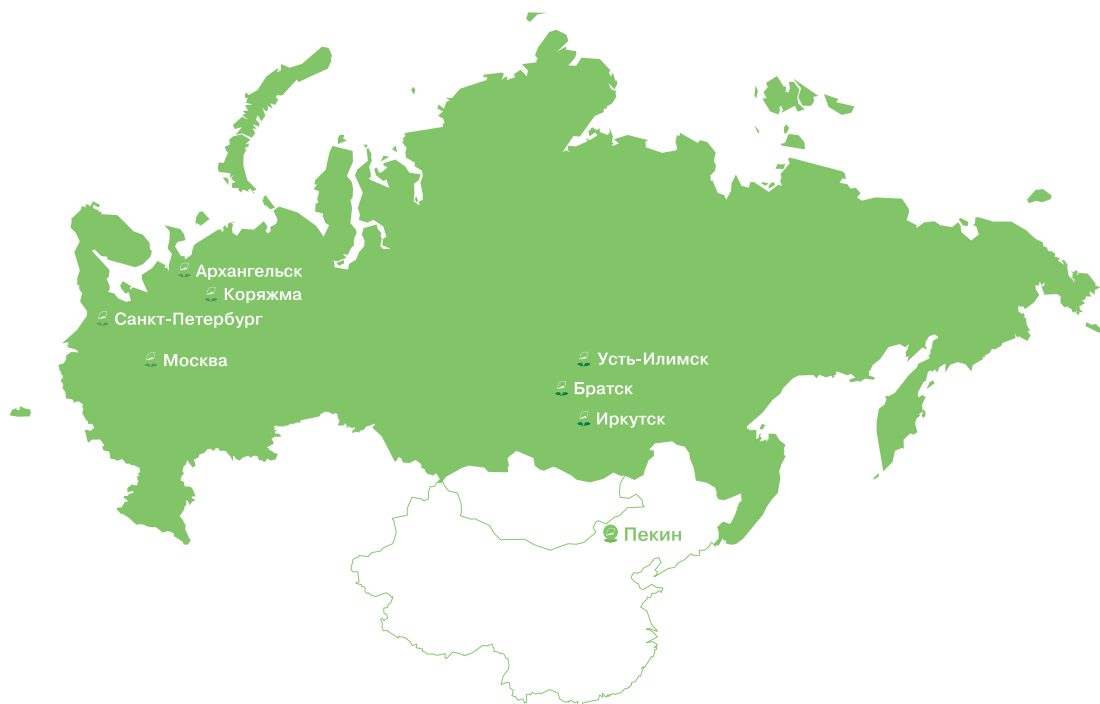 Архангельск
Коряжма
Санкт-Петербург
Москва
Усть-Илимск
Братск
Иркутск
Пекин